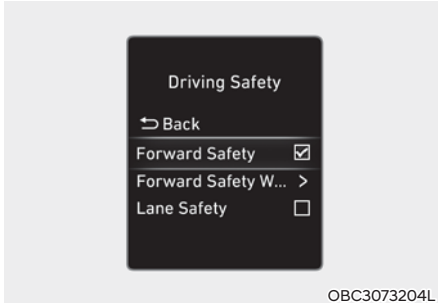 Driving Safety
Back
Forward Safety
Forward Safety W... >
Lane Safety
OBC3073204L